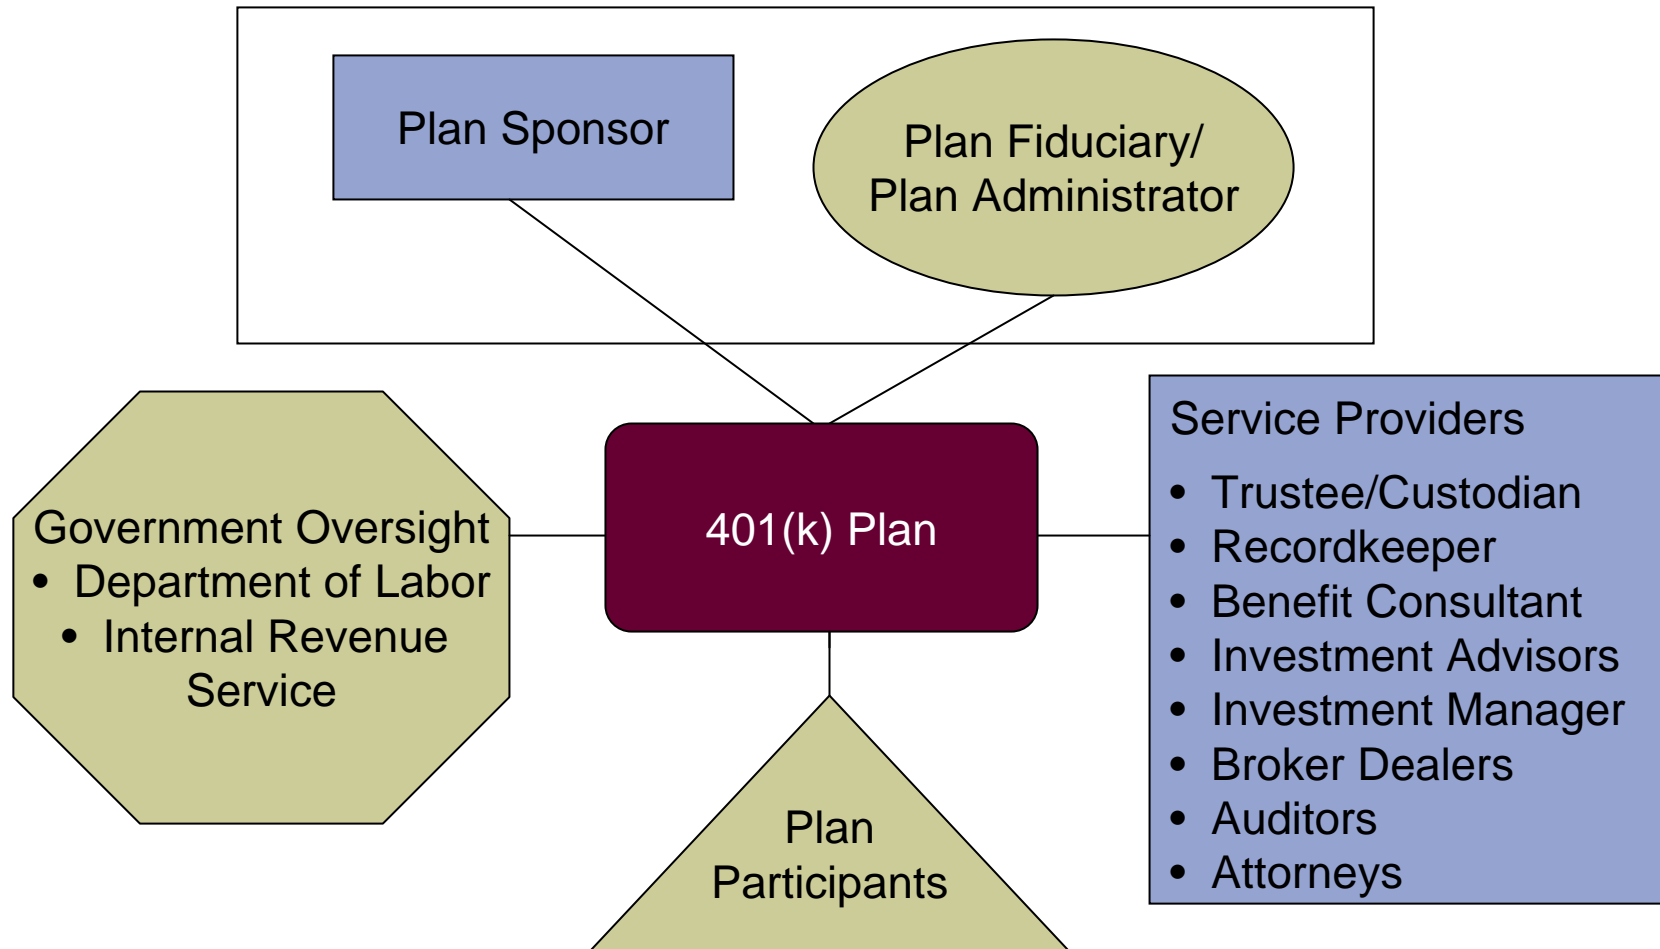 Plan Sponsor
Plan Fiduciary/
Plan Administrator
Government Oversight
• Department of Labor
• Internal Revenue
Service
401(k) Plan
Service Providers
• Trustee/Custodian
• Recordkeeper
• Benefit Consultant
• Investment Advisors
• Investment Manager
• Broker Dealers
• Auditors
• Attorneys
Plan
Participants